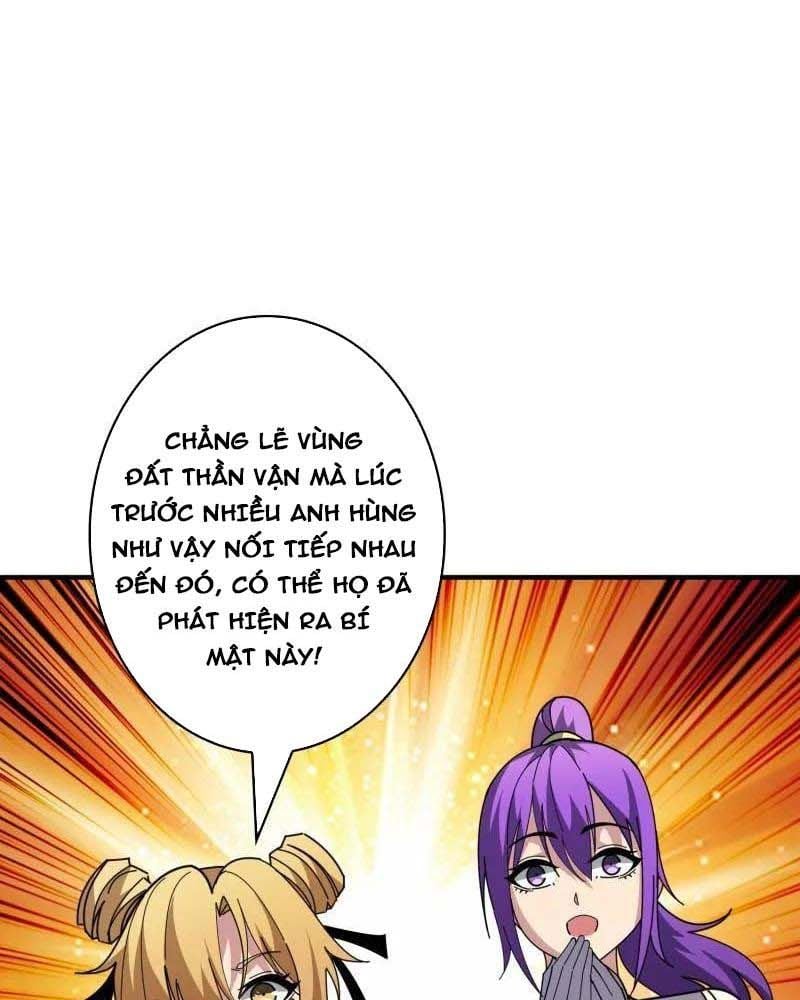 CHẲNG LẼ VÙNG
ĐẤT THẦN VẬN MÀ LÚC
TRƯỚC NHIỀU ANH HÙNG
NHƯ VẬY NỐI TIẾP NHAU
ĐẾN ĐÓ, CÓ THỂ HỌ ĐÃ
PHÁT HIỆN RA BÍ
MẬT NÀY!